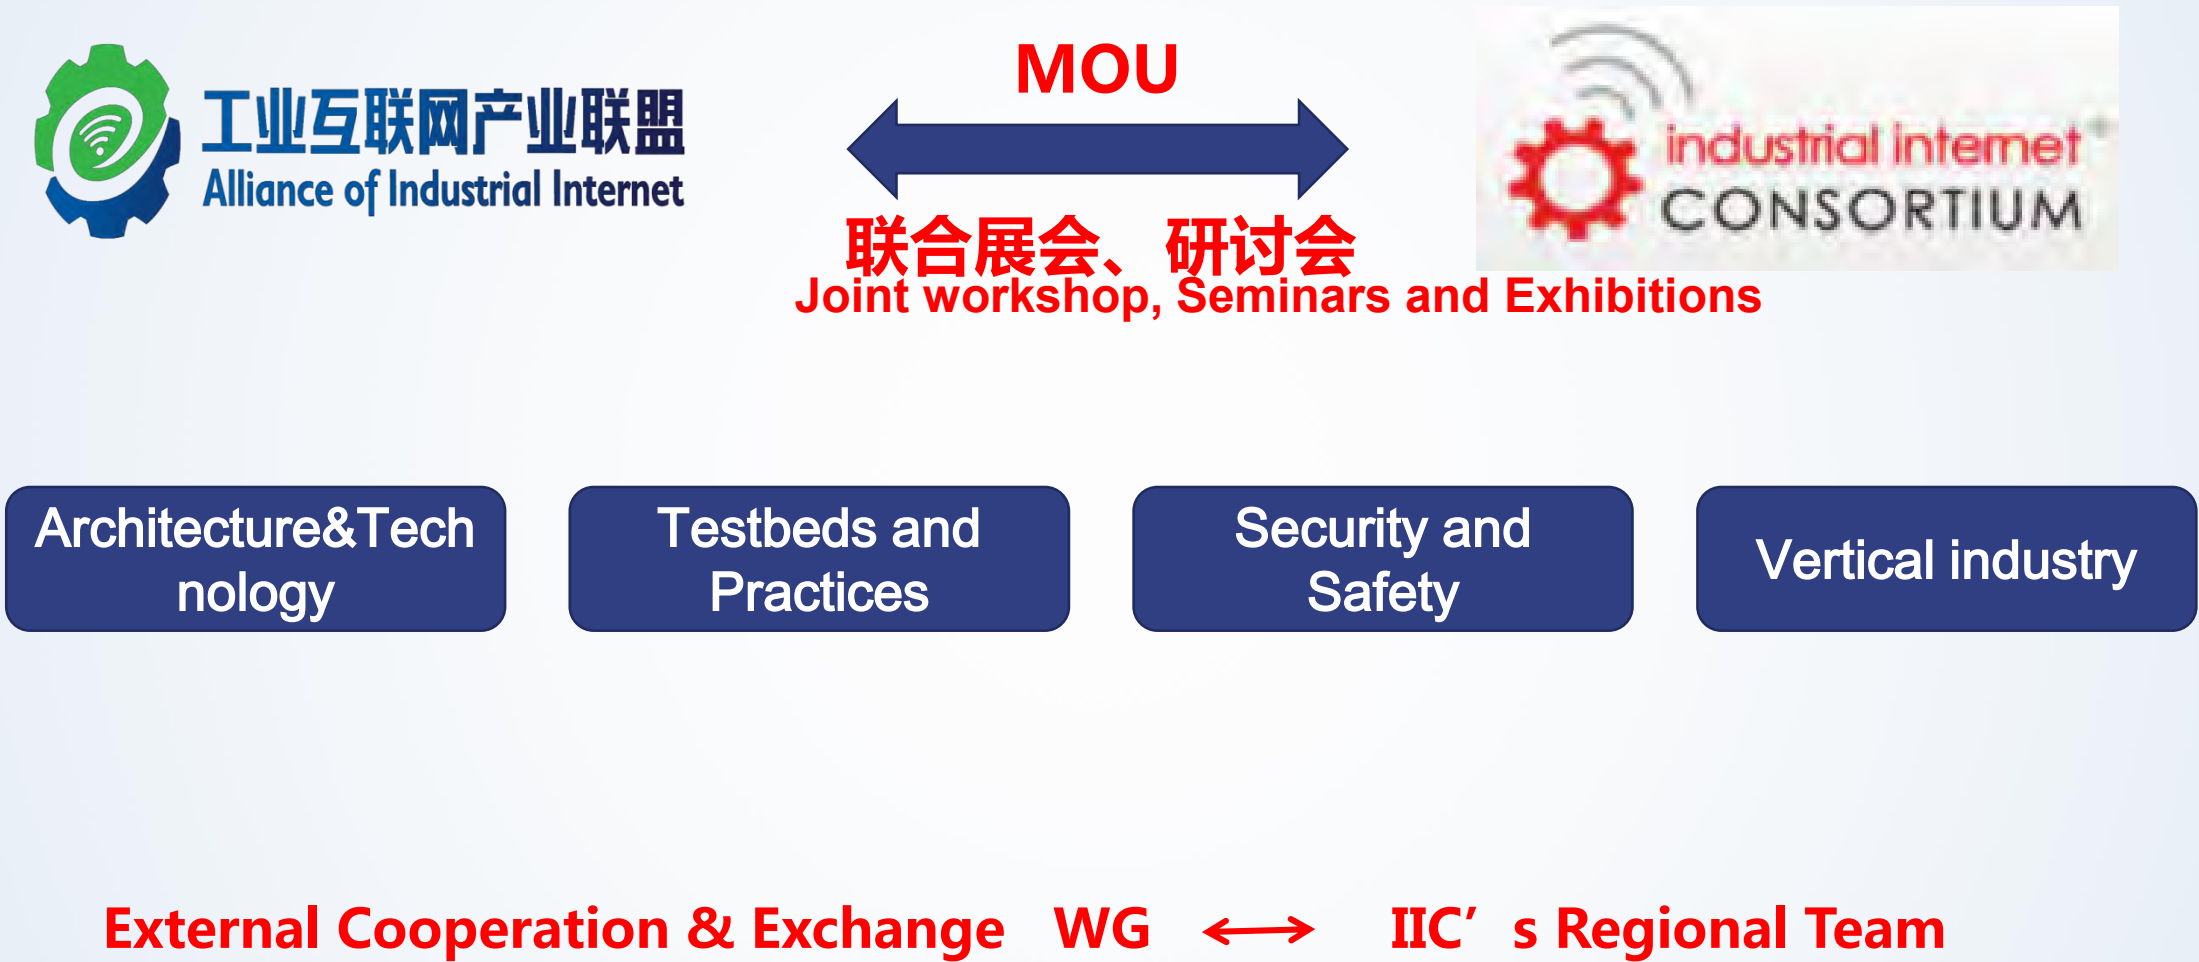 工业互联网产业联盟
Alliance of Industrial Internet
MOU
联合展会、研讨会
Joint workshop, Seminars and Exhibitions
industrial internet
CONSORTIUM
Architecture&Tech
nology
Testbeds and
Practices
Security and
Safety
Vertical industry
External Cooperation & Exchange WG ⟷ IIC’s Regional Team